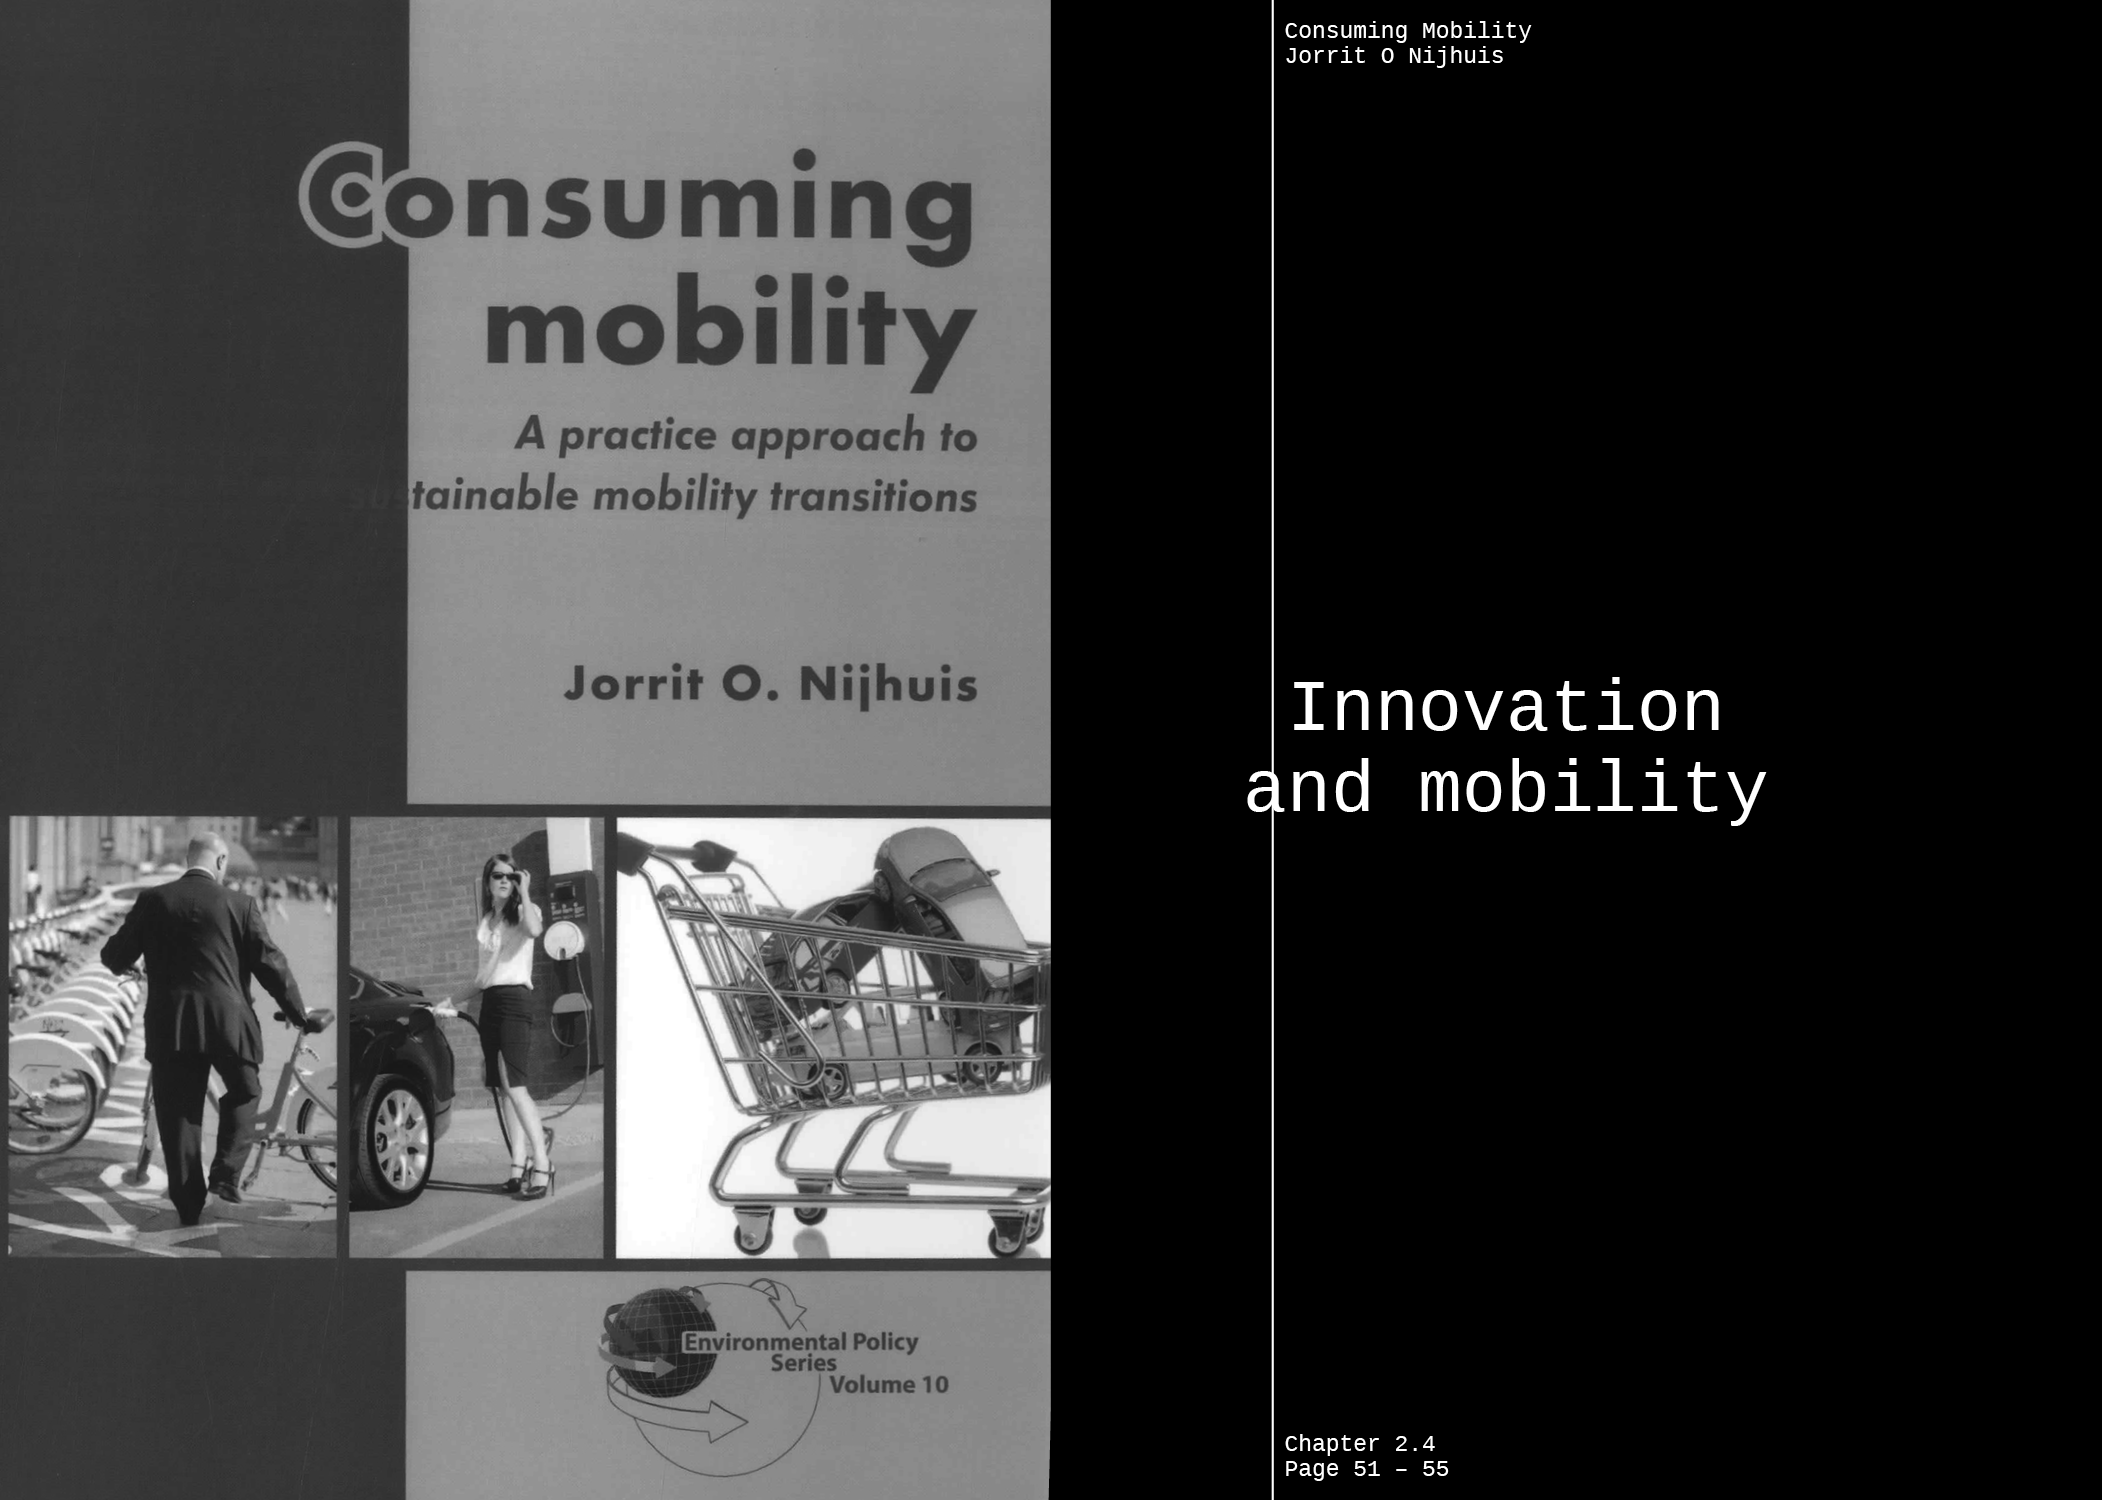 Consuming
mobility
A practice approach to
sustainable mobility transitions
Jorrit O. Nijhuis
Environmental Policy
Series
Volume 10
Consuming Mobility
Jorrit O Nijhuis
Innovation
and mobility
Chapter 2.4
Page 51 – 55